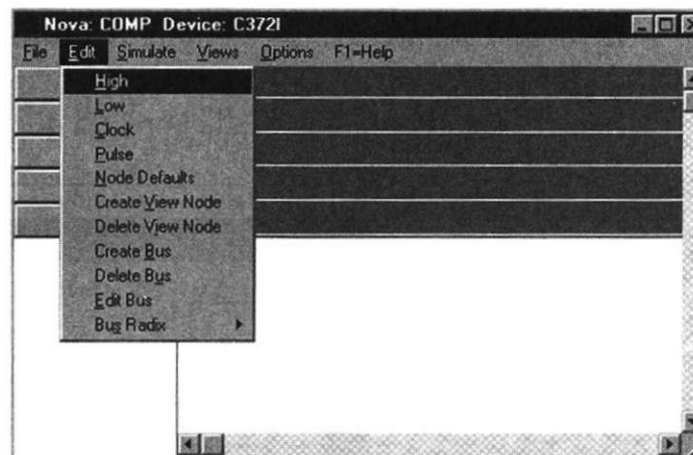 Nova: COMP Device: C372I
File Edit Simulate Views Options F1=Help
High
Low
Clock
Pulse
Node Defaults
Create View Node
Delete View Node
Create Bus
Delete Bus
Edit Bus
Bus Radix